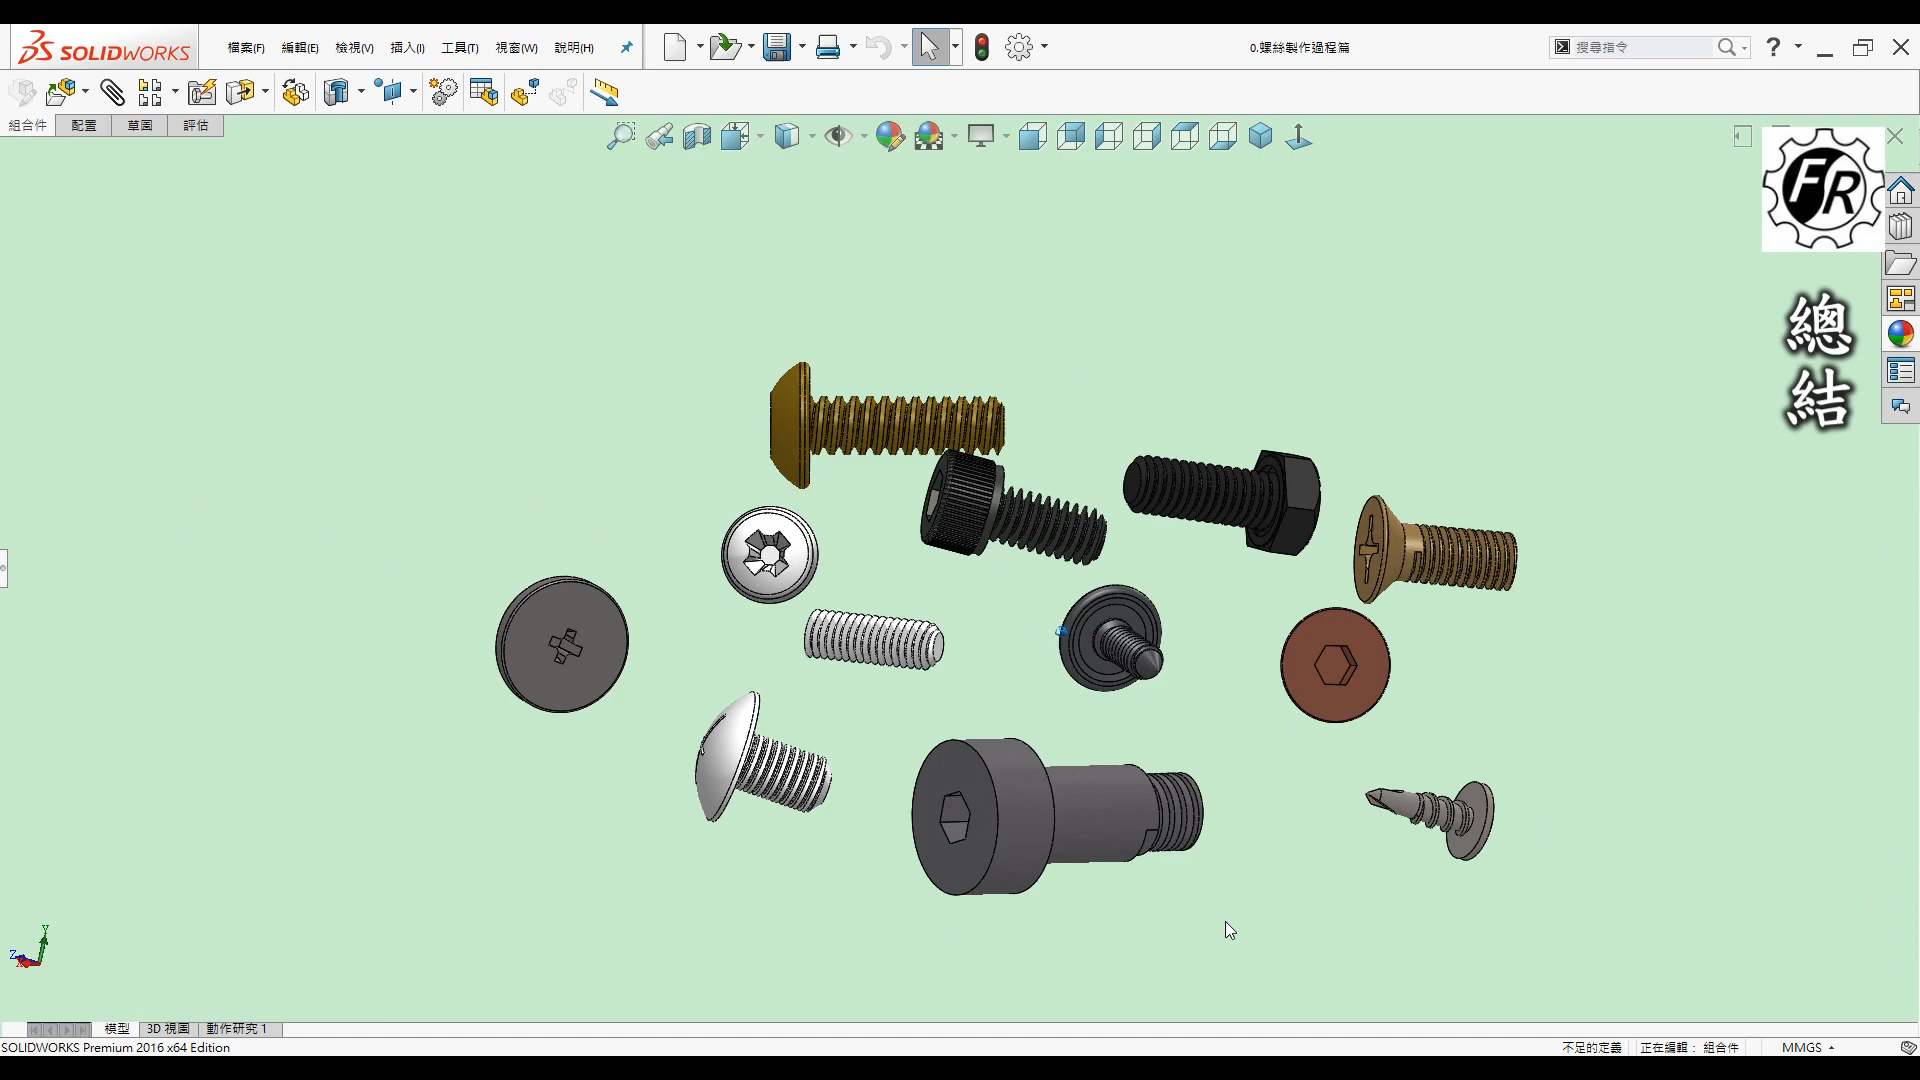 SOLIDWORKS 檔案(F) 編輯(E) 檢視(V) 插入(I) 工具(T) 視窗(W) 說明(H) 0.螺絲製作過程篇 搜尋指令 ?
組合件 配置 草圖 評估
FR
總結
Y
Z
X
模型 3D 視圖 動作研究 1
SOLIDWORKS Premium 2016 x64 Edition 不足的定義 正在編輯： 組合件 MMGS